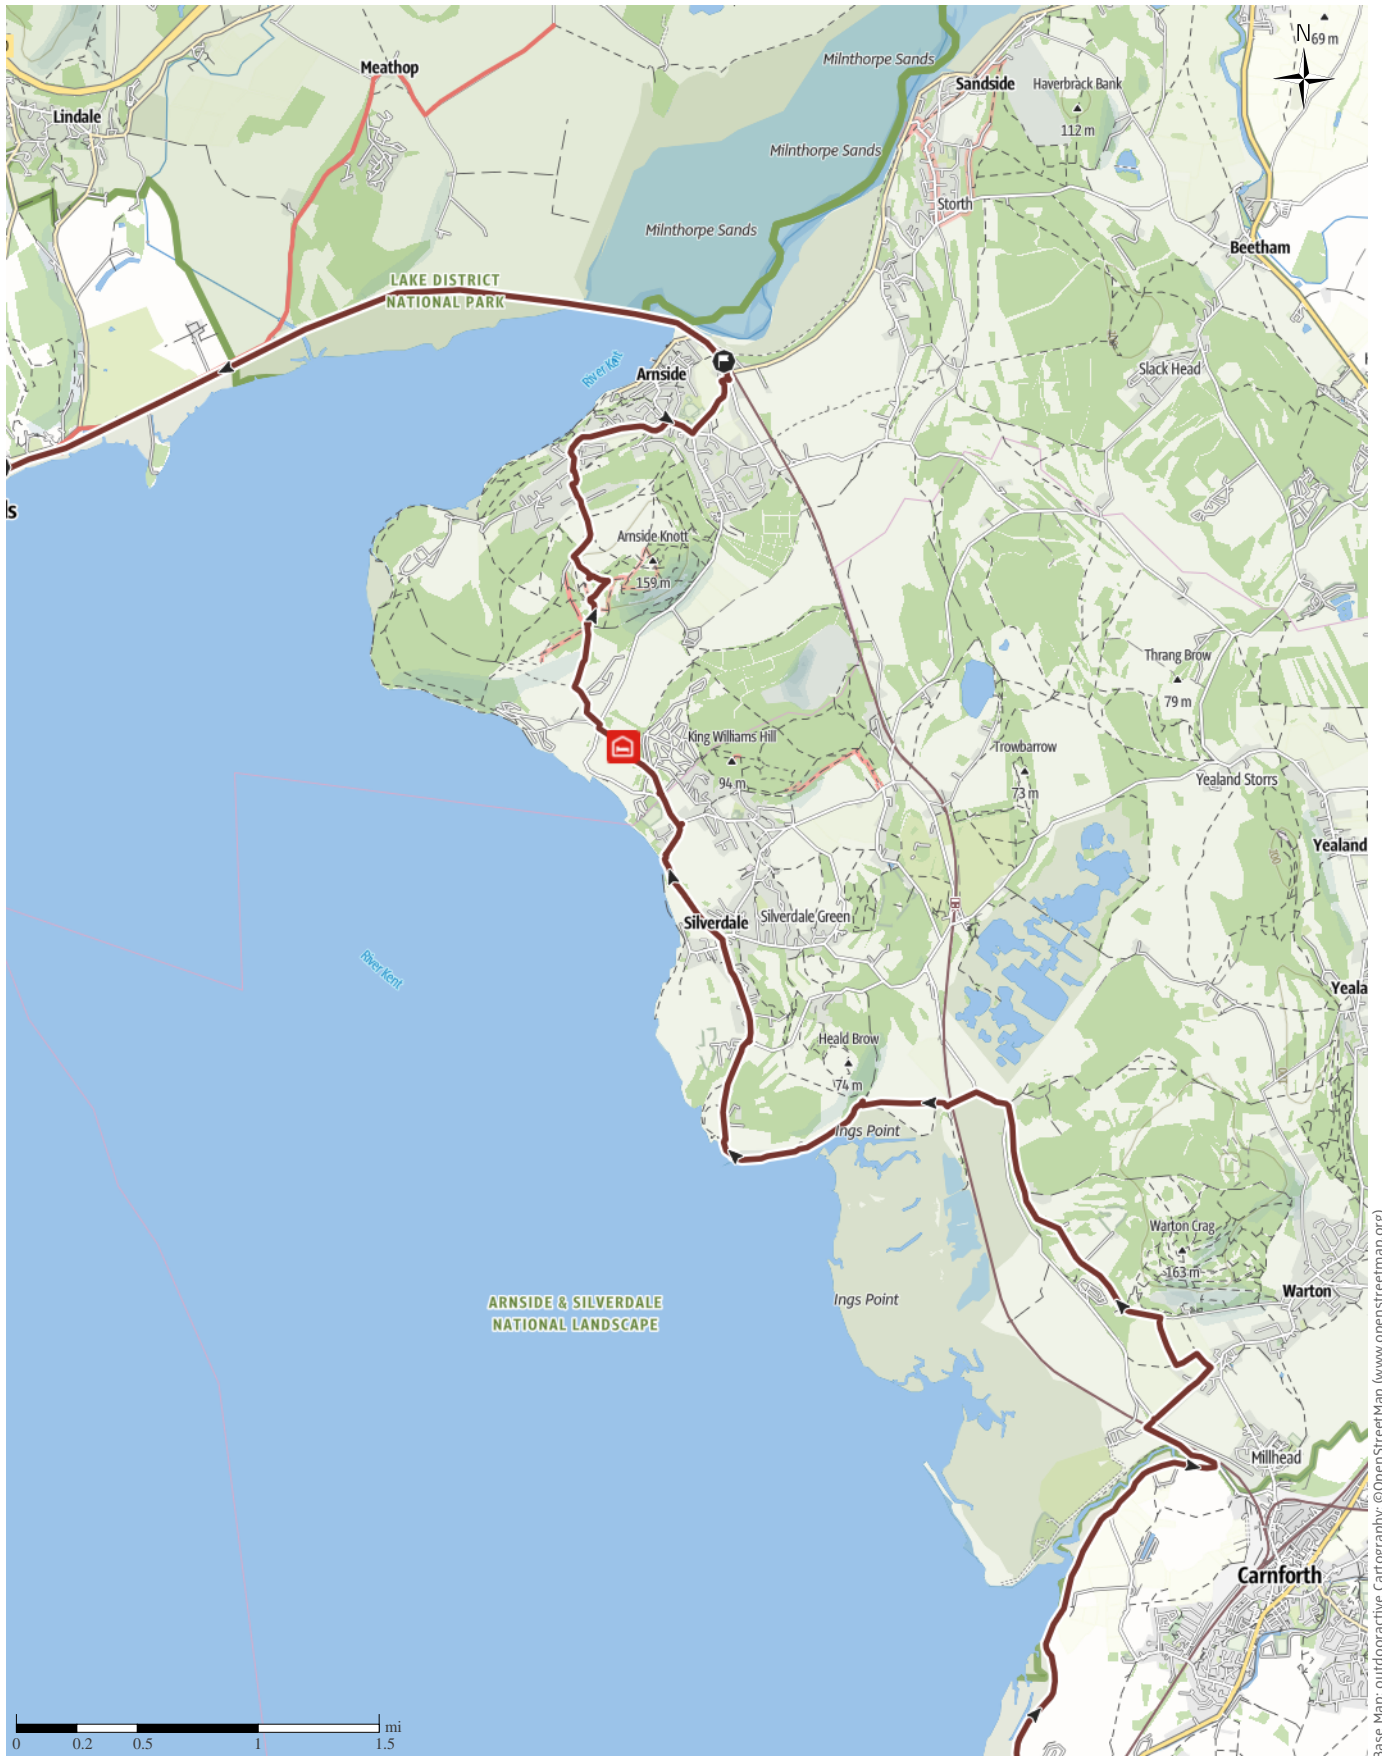 N
69 m
Milnthorpe Sands
Meathop
Sandside
Haverbrack Bank
Lindale
112 m
Milnthorpe Sands
Storth
Milnthorpe Sands
Beetham
LAKE DISTRICT
NATIONAL PARK
River Kent
Arnside
Slack Head
ls
Arnside Knott
159 m
Thrang Brow
79 m
King Williams Hill
94 m
Trowbarrow
73 m
Yealand Storrs
Yealand
200
Silverdale
Silverdale Green
River Kent
Yeala
Heald Brow
74 m
Ings Point
Warton Crag
163 m
Warton
Ings Point
ARNSIDE & SILVERDALE
NATIONAL LANDSCAPE
Millhead
Carnforth
mi
0
0.2
0.5
1
1.5
Base Map: outdooractive Cartography; ©OpenStreetMap (www.openstreetmap.org)